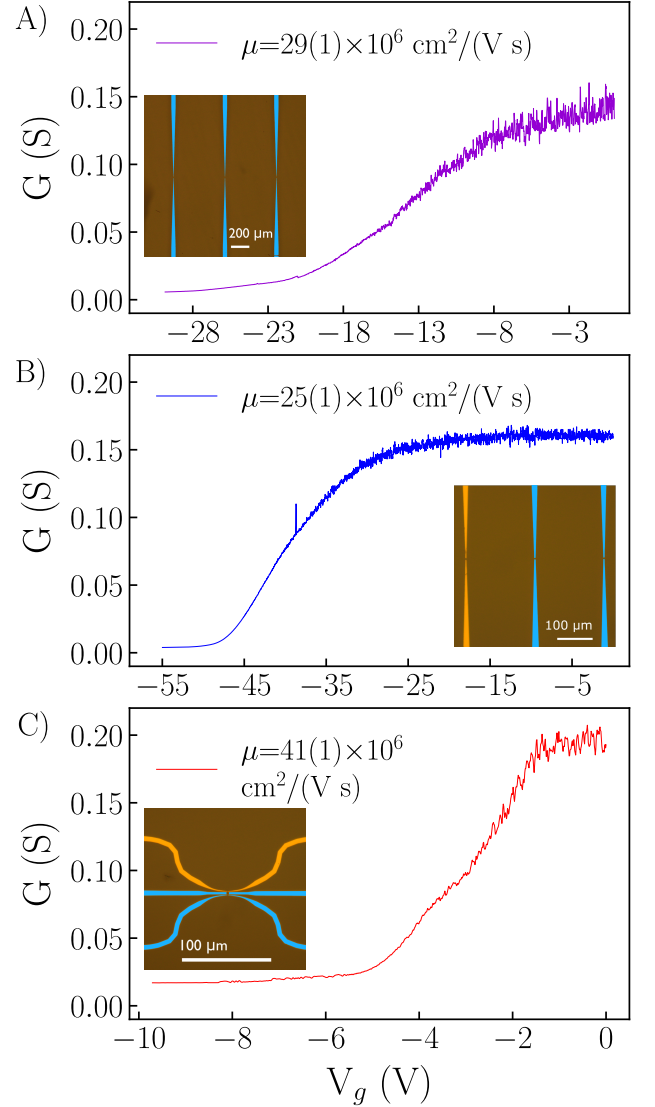 A)
μ=29(1)×10⁶ cm²/(V s)
0.20
0.15
0.10
0.05
0.00
G (S)
200 μm
−28 −23 −18 −13 −8 −3
B)
μ=25(1)×10⁶ cm²/(V s)
0.20
0.15
0.10
0.05
0.00
G (S)
100 μm
−55 −45 −35 −25 −15 −5
C)
μ=41(1)×10⁶
cm²/(V s)
0.20
0.15
0.10
0.05
0.00
G (S)
100 μm
−10 −8 −6 −4 −2 0
V_g (V)